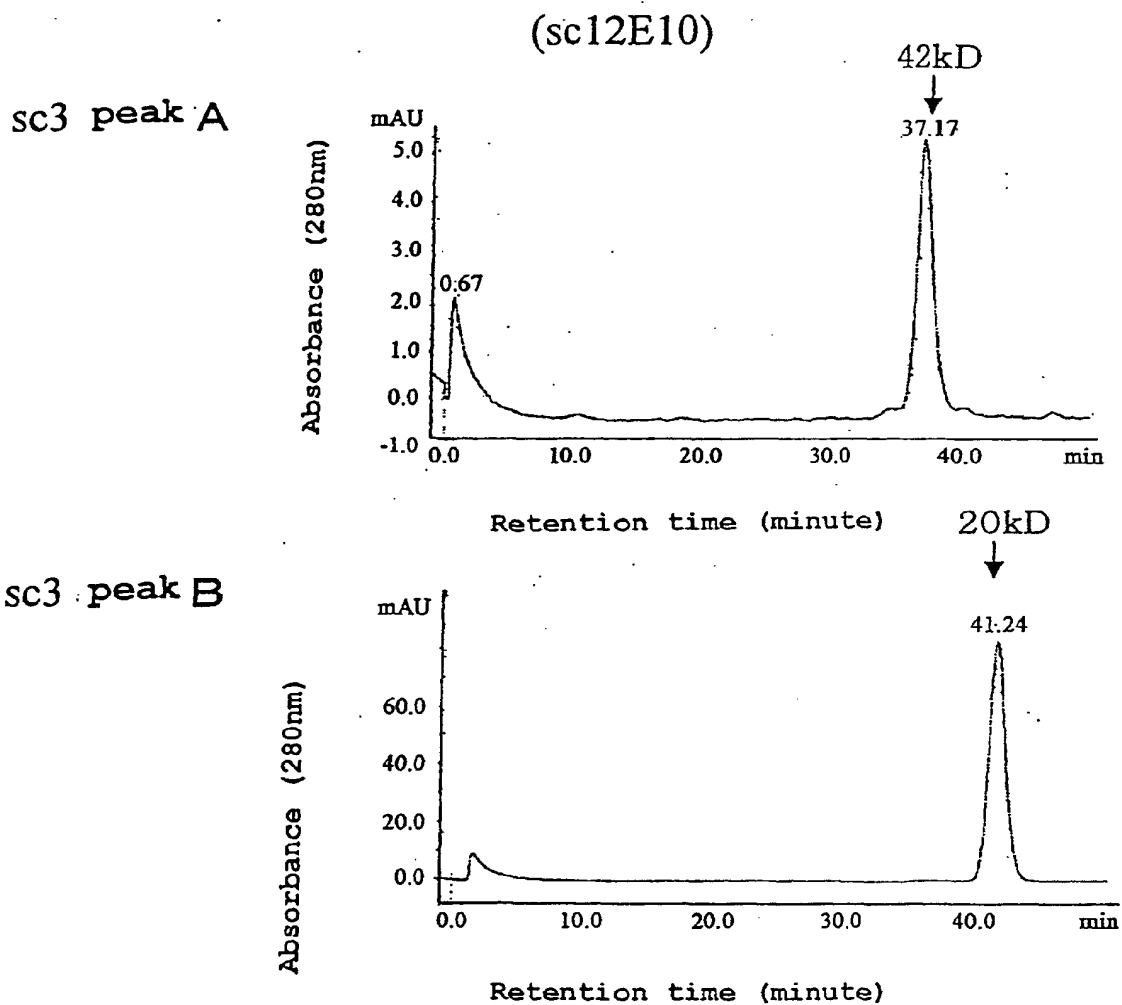 (sc12E10)
sc3 peak A
42kD
mAU
37.17
5.0
4.0
3.0
0.67
2.0
1.0
0.0
-1.0
Absorbance (280nm)
0.0 10.0 20.0 30.0 40.0 min
Retention time (minute)
sc3 peak B
20kD
mAU
41.24
60.0
40.0
20.0
0.0
Absorbance (280nm)
0.0 10.0 20.0 30.0 40.0 min
Retention time (minute)